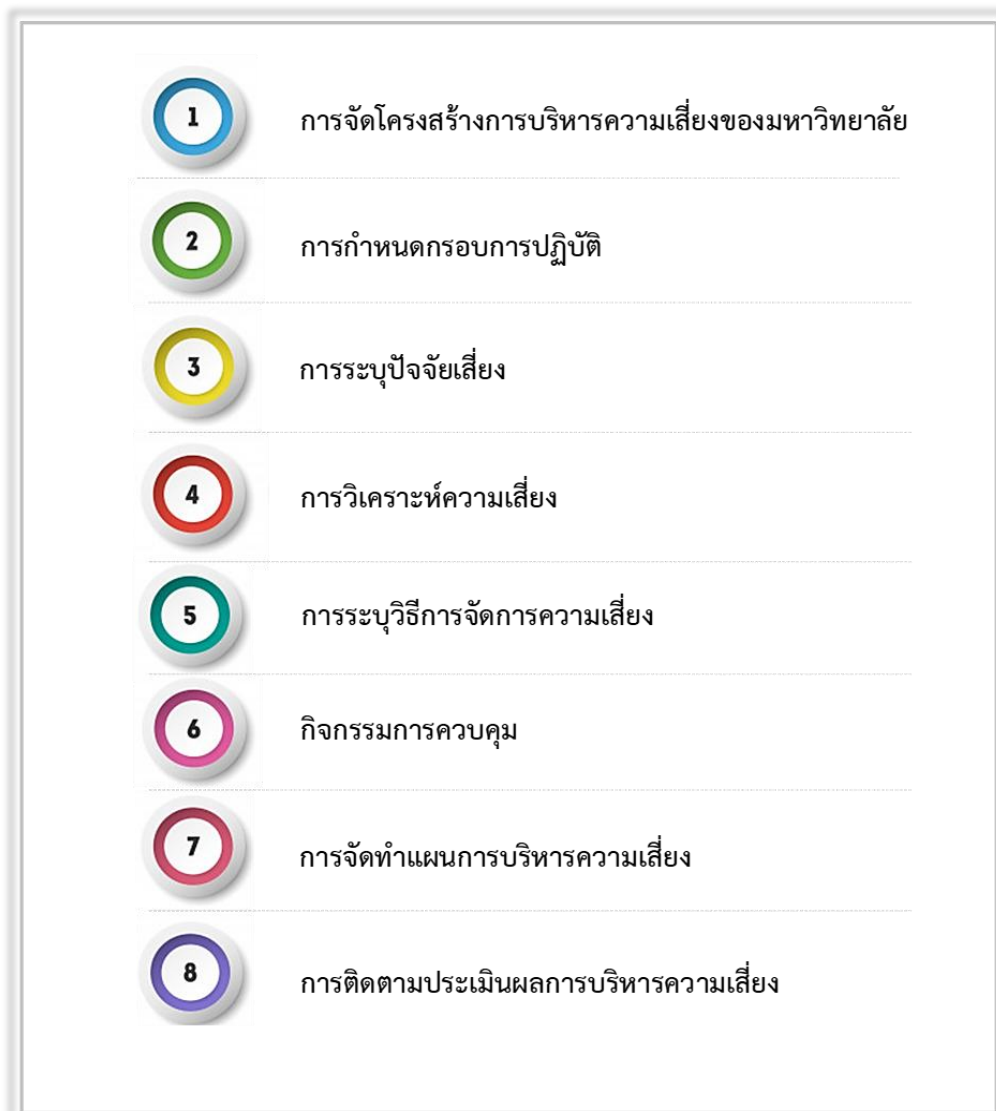 1 การจัดโครงสร้างการบริหารความเสี่ยงของมหาวิทยาลัย
2 การกำหนดกรอบการปฏิบัติ
3 การระบุปัจจัยเสี่ยง
4 การวิเคราะห์ความเสี่ยง
5 การระบุวิธีการจัดการความเสี่ยง
6 กิจกรรมการควบคุม
7 การจัดทำแผนการบริหารความเสี่ยง
8 การติดตามประเมินผลการบริหารความเสี่ยง